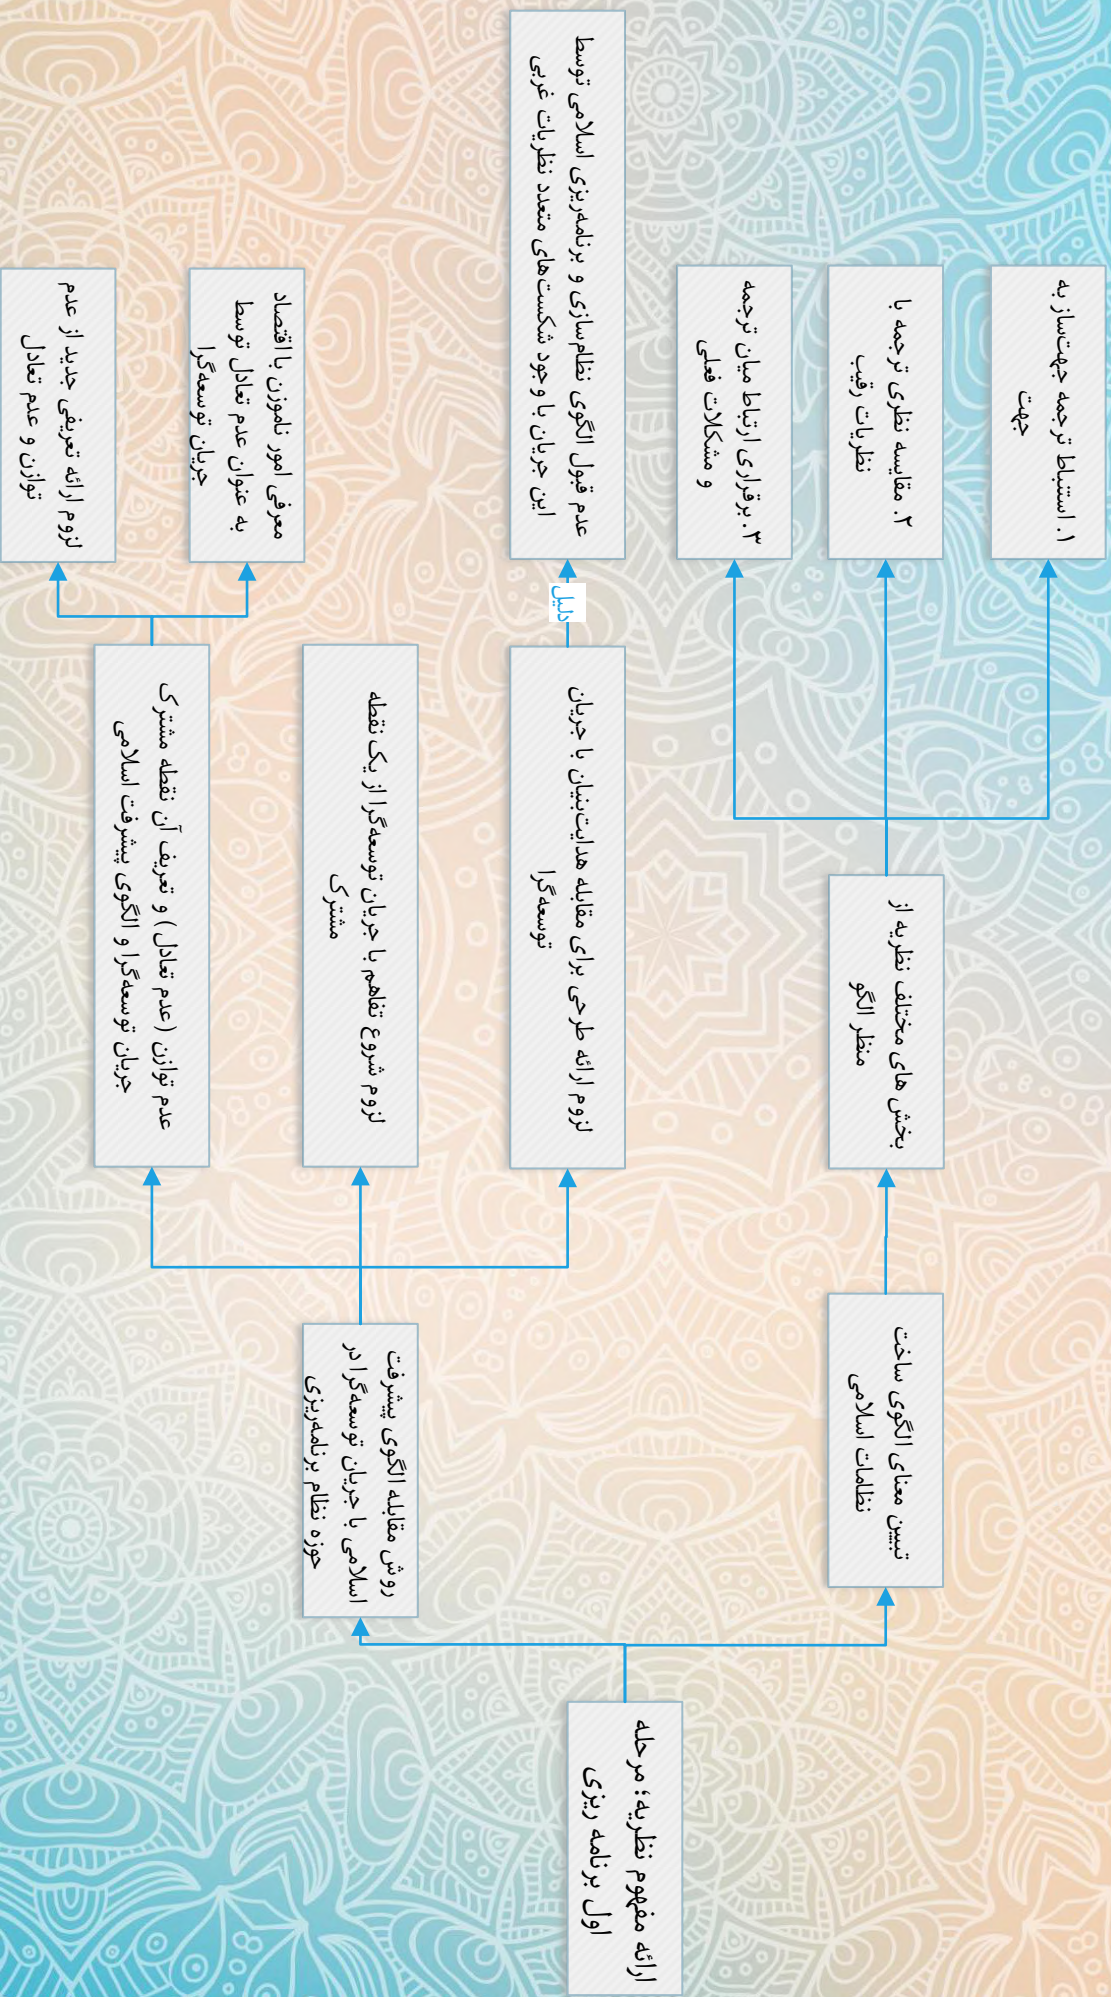 ارائه مفهوم نظریه؛ مرحله
اول برنامه ریزی
تبیین معنای الگوی ساخت
نظامات اسلامی
بخش های مختلف نظریه از
منظر الگو
۱. استنباط ترجمه جهت‌ساز به
جهت
۲. مقایسه نظری ترجمه با
نظریات رقیب
۳. برقراری ارتباط میان ترجمه
و مشکلات فعلی
روش مقابله الگوی پیشرفت
اسلامی با جریان توسعه‌گرا در
حوزه نظام برنامه‌ریزی
لزوم ارائه طرحی برای مقابله هدایت‌بنیان با جریان
توسعه‌گرا
دلیل
عدم قبول الگوی نظام‌سازی و برنامه‌ریزی اسلامی توسط
این جریان با وجود شکست‌های متعدد نظریات غربی
لزوم شروع تفاهم با جریان توسعه‌گرا از یک نقطه
مشترک
عدم توازن (عدم تعادل) و تعریف آن نقطه مشترک
جریان توسعه‌گرا و الگوی پیشرفت اسلامی
معرفی امور ناموزن با اقتصاد
به عنوان عدم تعادل توسط
جریان توسعه‌گرا
لزوم ارائه تعریفی جدید از عدم
توازن و عدم تعادل